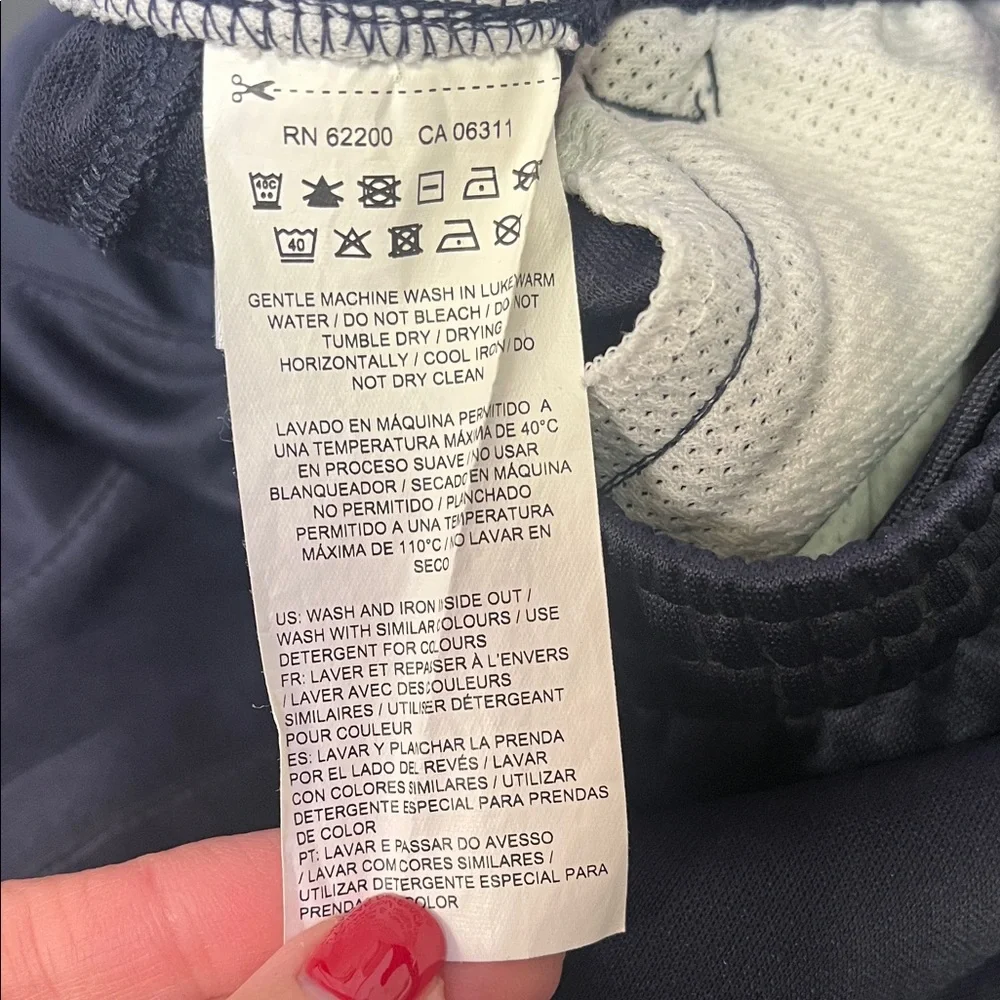 RN 62200 CA 06311
40C
40
GENTLE MACHINE WASH IN LUKEWARM
WATER / DO NOT BLEACH / DO NOT
TUMBLE DRY / DRYING
HORIZONTALLY / COOL IRON / DO
NOT DRY CLEAN
LAVADO EN MÁQUINA PERMITIDO A
UNA TEMPERATURA MÁXIMA DE 40°C
EN PROCESO SUAVE / NO USAR
BLANQUEADOR / SECADO EN MÁQUINA
NO PERMITIDO / PLANCHADO
PERMITIDO A UNA TEMPERATURA
MÁXIMA DE 110°C / NO LAVAR EN
SECO
US: WASH AND IRON INSIDE OUT /
WASH WITH SIMILAR COLOURS / USE
DETERGENT FOR COLOURS
FR: LAVER ET REPASSER À L'ENVERS
/ LAVER AVEC DES COULEURS
SIMILAIRES / UTILISER DÉTERGEANT
POUR COULEUR
ES: LAVAR Y PLANCHAR LA PRENDA
POR EL LADO DEL REVÉS / LAVAR
CON COLORES SIMILARES / UTILIZAR
DETERGENTE ESPECIAL PARA PRENDAS
DE COLOR
PT: LAVAR E PASSAR DO AVESSO
/ LAVAR COM CORES SIMILARES /
UTILIZAR DETERGENTE ESPECIAL PARA